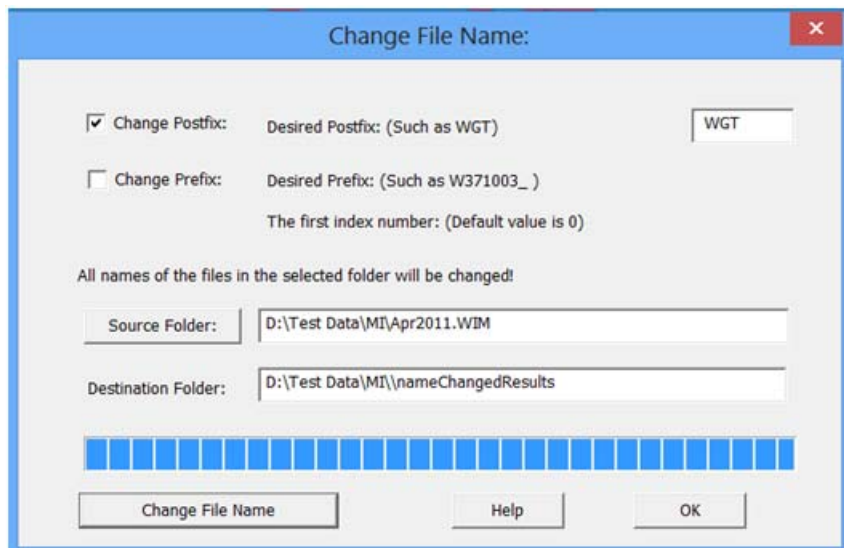 Change File Name:
Change Postfix: Desired Postfix: (Such as WGT) WGT
Change Prefix: Desired Prefix: (Such as W371003_ )
The first index number: (Default value is 0)
All names of the files in the selected folder will be changed!
Source Folder: D:\Test Data\MI\Apr2011.WIM
Destination Folder: D:\Test Data\MI\\nameChangedResults
Change File Name Help OK